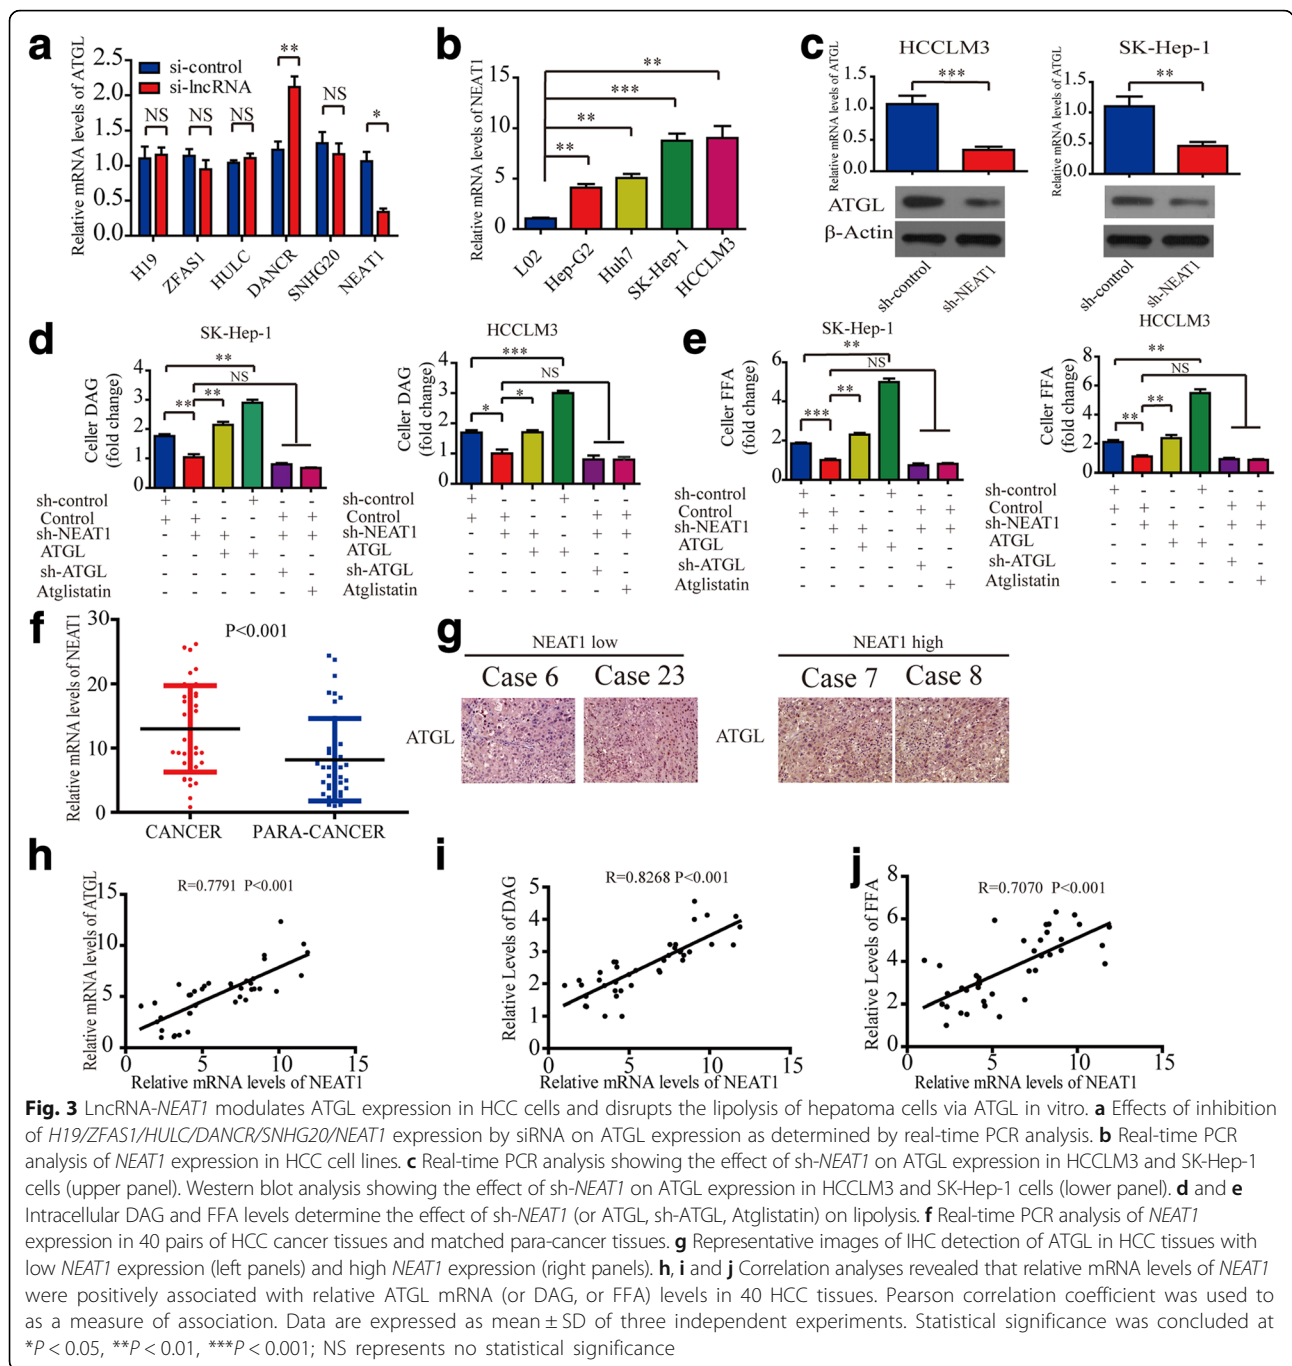 a
Relative mRNA levels of ATGL
2.5
2.0
1.5
1.0
0.5
0.0
si-control
si-lncRNA
NS NS NS ** NS *
H19 ZFAS1 HULC DANCR SNHG20 NEAT1
b
Relative mRNA levels of NEAT1
15
10
5
0
**
***
**
**
L02 Hep-G2 Huh7 SK-Hep-1 HCCLM3
c
HCCLM3
Relative mRNA levels of ATGL
1.5
1.0
0.5
0.0
***
SK-Hep-1
Relative mRNA levels of ATGL
1.5
1.0
0.5
0.0
**
ATGL
β-Actin
sh-control sh-NEAT1 sh-control sh-NEAT1
d
SK-Hep-1
Celler DAG
(fold change)
4
3
2
1
0
**
NS
** **
HCCLM3
Celler DAG
(fold change)
4
3
2
1
0
***
NS
* *
sh-control + - - - - - sh-control + - - - - -
Control + + - - + + Control + + - - + +
sh-NEAT1 - + + - + + sh-NEAT1 - + + - + +
ATGL - - + + - - ATGL - - + + - -
sh-ATGL - - - - + - sh-ATGL - - - - + -
Atglistatin - - - - - + Atglistatin - - - - - +
e
SK-Hep-1
Celler FFA
(fold change)
6
4
2
0
**
NS
*** **
HCCLM3
Celler FFA
(fold change)
8
6
4
2
0
**
NS
** **
sh-control + - - - - - sh-control + - - - - -
Control + + - - + + Control + + - - + +
sh-NEAT1 - + + - + + sh-NEAT1 - + + - + +
ATGL - - + + - - ATGL - - + + - -
sh-ATGL - - - - + - sh-ATGL - - - - + -
Atglistatin - - - - - + Atglistatin - - - - - +
f
Relative mRNA levels of NEAT1
30
20
10
0
P<0.001
CANCER PARA-CANCER
g
NEAT1 low NEAT1 high
Case 6 Case 23 Case 7 Case 8
ATGL ATGL
h
R=0.7791 P<0.001
Relative mRNA levels of ATGL
15
10
5
0
0 5 10 15
Relative mRNA levels of NEAT1
i
R=0.8268 P<0.001
Relative Levels of DAG
5
4
3
2
1
0
0 5 10 15
Relative mRNA levels of NEAT1
j
R=0.7070 P<0.001
Relative Levels of FFA
8
6
4
2
0
0 5 10 15
Relative mRNA levels of NEAT1
Fig. 3 LncRNA-NEAT1 modulates ATGL expression in HCC cells and disrupts the lipolysis of hepatoma cells via ATGL in vitro. a Effects of inhibition
of H19/ZFAS1/HULC/DANCR/SNHG20/NEAT1 expression by siRNA on ATGL expression as determined by real-time PCR analysis. b Real-time PCR
analysis of NEAT1 expression in HCC cell lines. c Real-time PCR analysis showing the effect of sh-NEAT1 on ATGL expression in HCCLM3 and SK-Hep-1
cells (upper panel). Western blot analysis showing the effect of sh-NEAT1 on ATGL expression in HCCLM3 and SK-Hep-1 cells (lower panel). d and e
Intracellular DAG and FFA levels determine the effect of sh-NEAT1 (or ATGL, sh-ATGL, Atglistatin) on lipolysis. f Real-time PCR analysis of NEAT1
expression in 40 pairs of HCC cancer tissues and matched para-cancer tissues. g Representative images of IHC detection of ATGL in HCC tissues with
low NEAT1 expression (left panels) and high NEAT1 expression (right panels). h, i and j Correlation analyses revealed that relative mRNA levels of NEAT1
were positively associated with relative ATGL mRNA (or DAG, or FFA) levels in 40 HCC tissues. Pearson correlation coefficient was used to
as a measure of association. Data are expressed as mean ± SD of three independent experiments. Statistical significance was concluded at
*P < 0.05, **P < 0.01, ***P < 0.001; NS represents no statistical significance